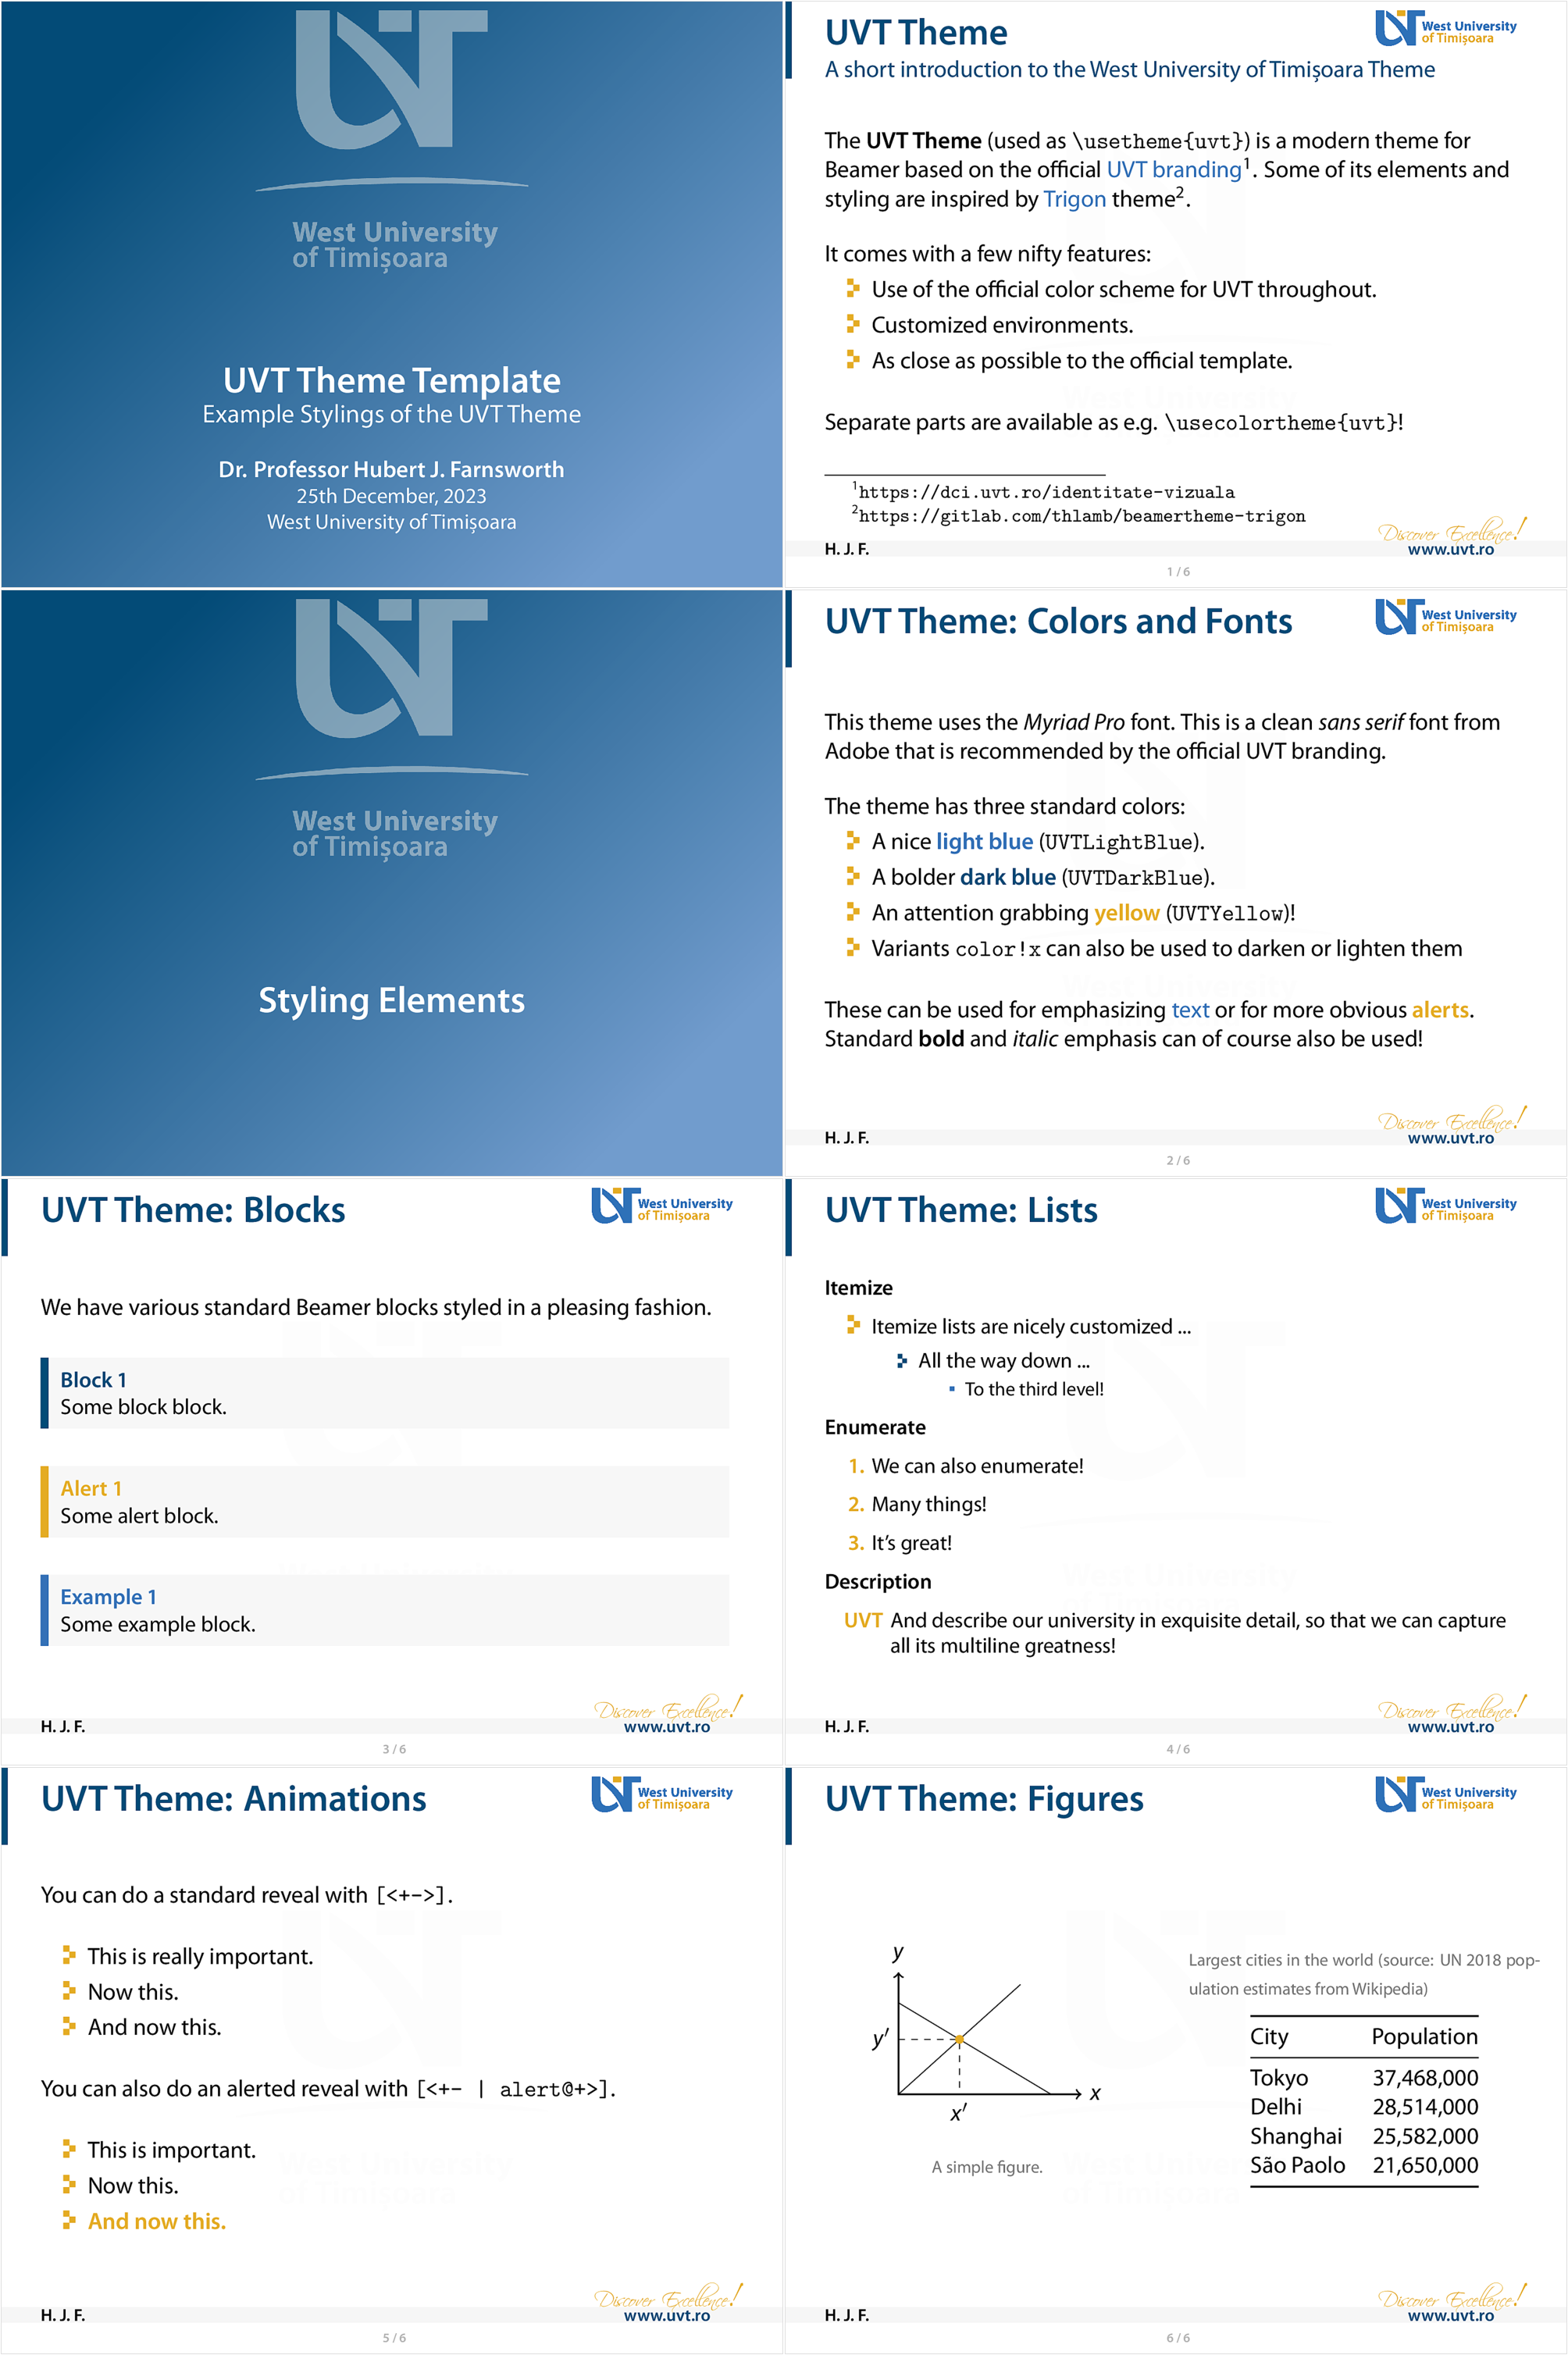 West University
of Timișoara
UVT Theme Template
Example Stylings of the UVT Theme
Dr. Professor Hubert J. Farnsworth
25th December, 2023
West University of Timișoara
UVT Theme
West University
of Timișoara
A short introduction to the West University of Timișoara Theme
The UVT Theme (used as \usetheme{uvt}) is a modern theme for
Beamer based on the official UVT branding¹. Some of its elements and
styling are inspired by Trigon theme².
It comes with a few nifty features:
Use of the official color scheme for UVT throughout.
Customized environments.
As close as possible to the official template.
Separate parts are available as e.g. \usecolortheme{uvt}!
¹https://dci.uvt.ro/identitate-vizuala
²https://gitlab.com/thlamb/beamertheme-trigon
Discover Excellence!
H. J. F.
www.uvt.ro
1 / 6
West University
of Timișoara
Styling Elements
UVT Theme: Colors and Fonts
West University
of Timișoara
This theme uses the Myriad Pro font. This is a clean sans serif font from
Adobe that is recommended by the official UVT branding.
The theme has three standard colors:
A nice light blue (UVTLightBlue).
A bolder dark blue (UVTDarkBlue).
An attention grabbing yellow (UVTYellow)!
Variants color!x can also be used to darken or lighten them
These can be used for emphasizing text or for more obvious alerts.
Standard bold and italic emphasis can of course also be used!
Discover Excellence!
H. J. F.
www.uvt.ro
2 / 6
UVT Theme: Blocks
West University
of Timișoara
We have various standard Beamer blocks styled in a pleasing fashion.
Block 1
Some block block.
Alert 1
Some alert block.
Example 1
Some example block.
Discover Excellence!
H. J. F.
www.uvt.ro
3 / 6
UVT Theme: Lists
West University
of Timișoara
Itemize
Itemize lists are nicely customized ...
All the way down ...
To the third level!
Enumerate
1. We can also enumerate!
2. Many things!
3. It's great!
Description
UVT And describe our university in exquisite detail, so that we can capture
all its multiline greatness!
Discover Excellence!
H. J. F.
www.uvt.ro
4 / 6
UVT Theme: Animations
West University
of Timișoara
You can do a standard reveal with [<+->].
This is really important.
Now this.
And now this.
You can also do an alerted reveal with [<+- | alert@+>].
This is important.
Now this.
And now this.
Discover Excellence!
H. J. F.
www.uvt.ro
5 / 6
UVT Theme: Figures
West University
of Timișoara
y
y′
x
x′
A simple figure.
Largest cities in the world (source: UN 2018 pop-
ulation estimates from Wikipedia)
City Population
Tokyo 37,468,000
Delhi 28,514,000
Shanghai 25,582,000
São Paolo 21,650,000
Discover Excellence!
H. J. F.
www.uvt.ro
6 / 6